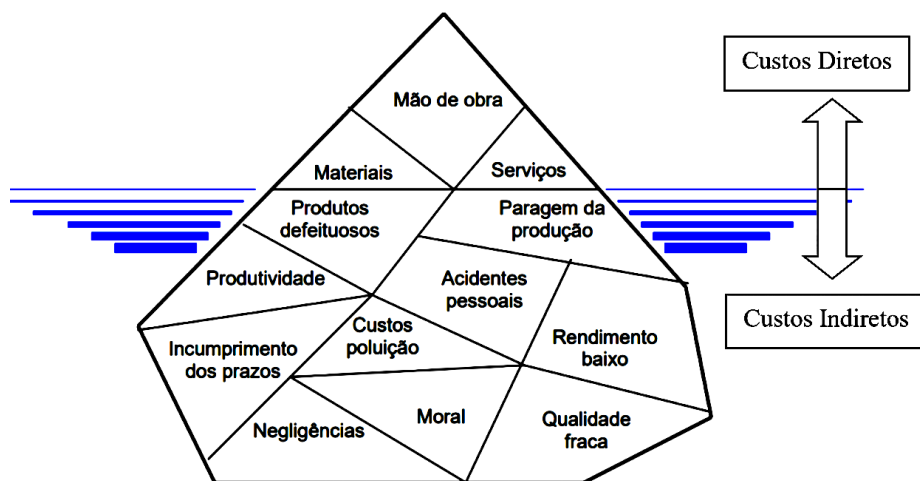 Custos Diretos
Mão de obra
Materiais
Serviços
Produtos
defeituosos
Paragem da
produção
Produtividade
Acidentes
pessoais
Custos Indiretos
Incumprimento
dos prazos
Custos
poluição
Rendimento
baixo
Negligências
Moral
Qualidade
fraca